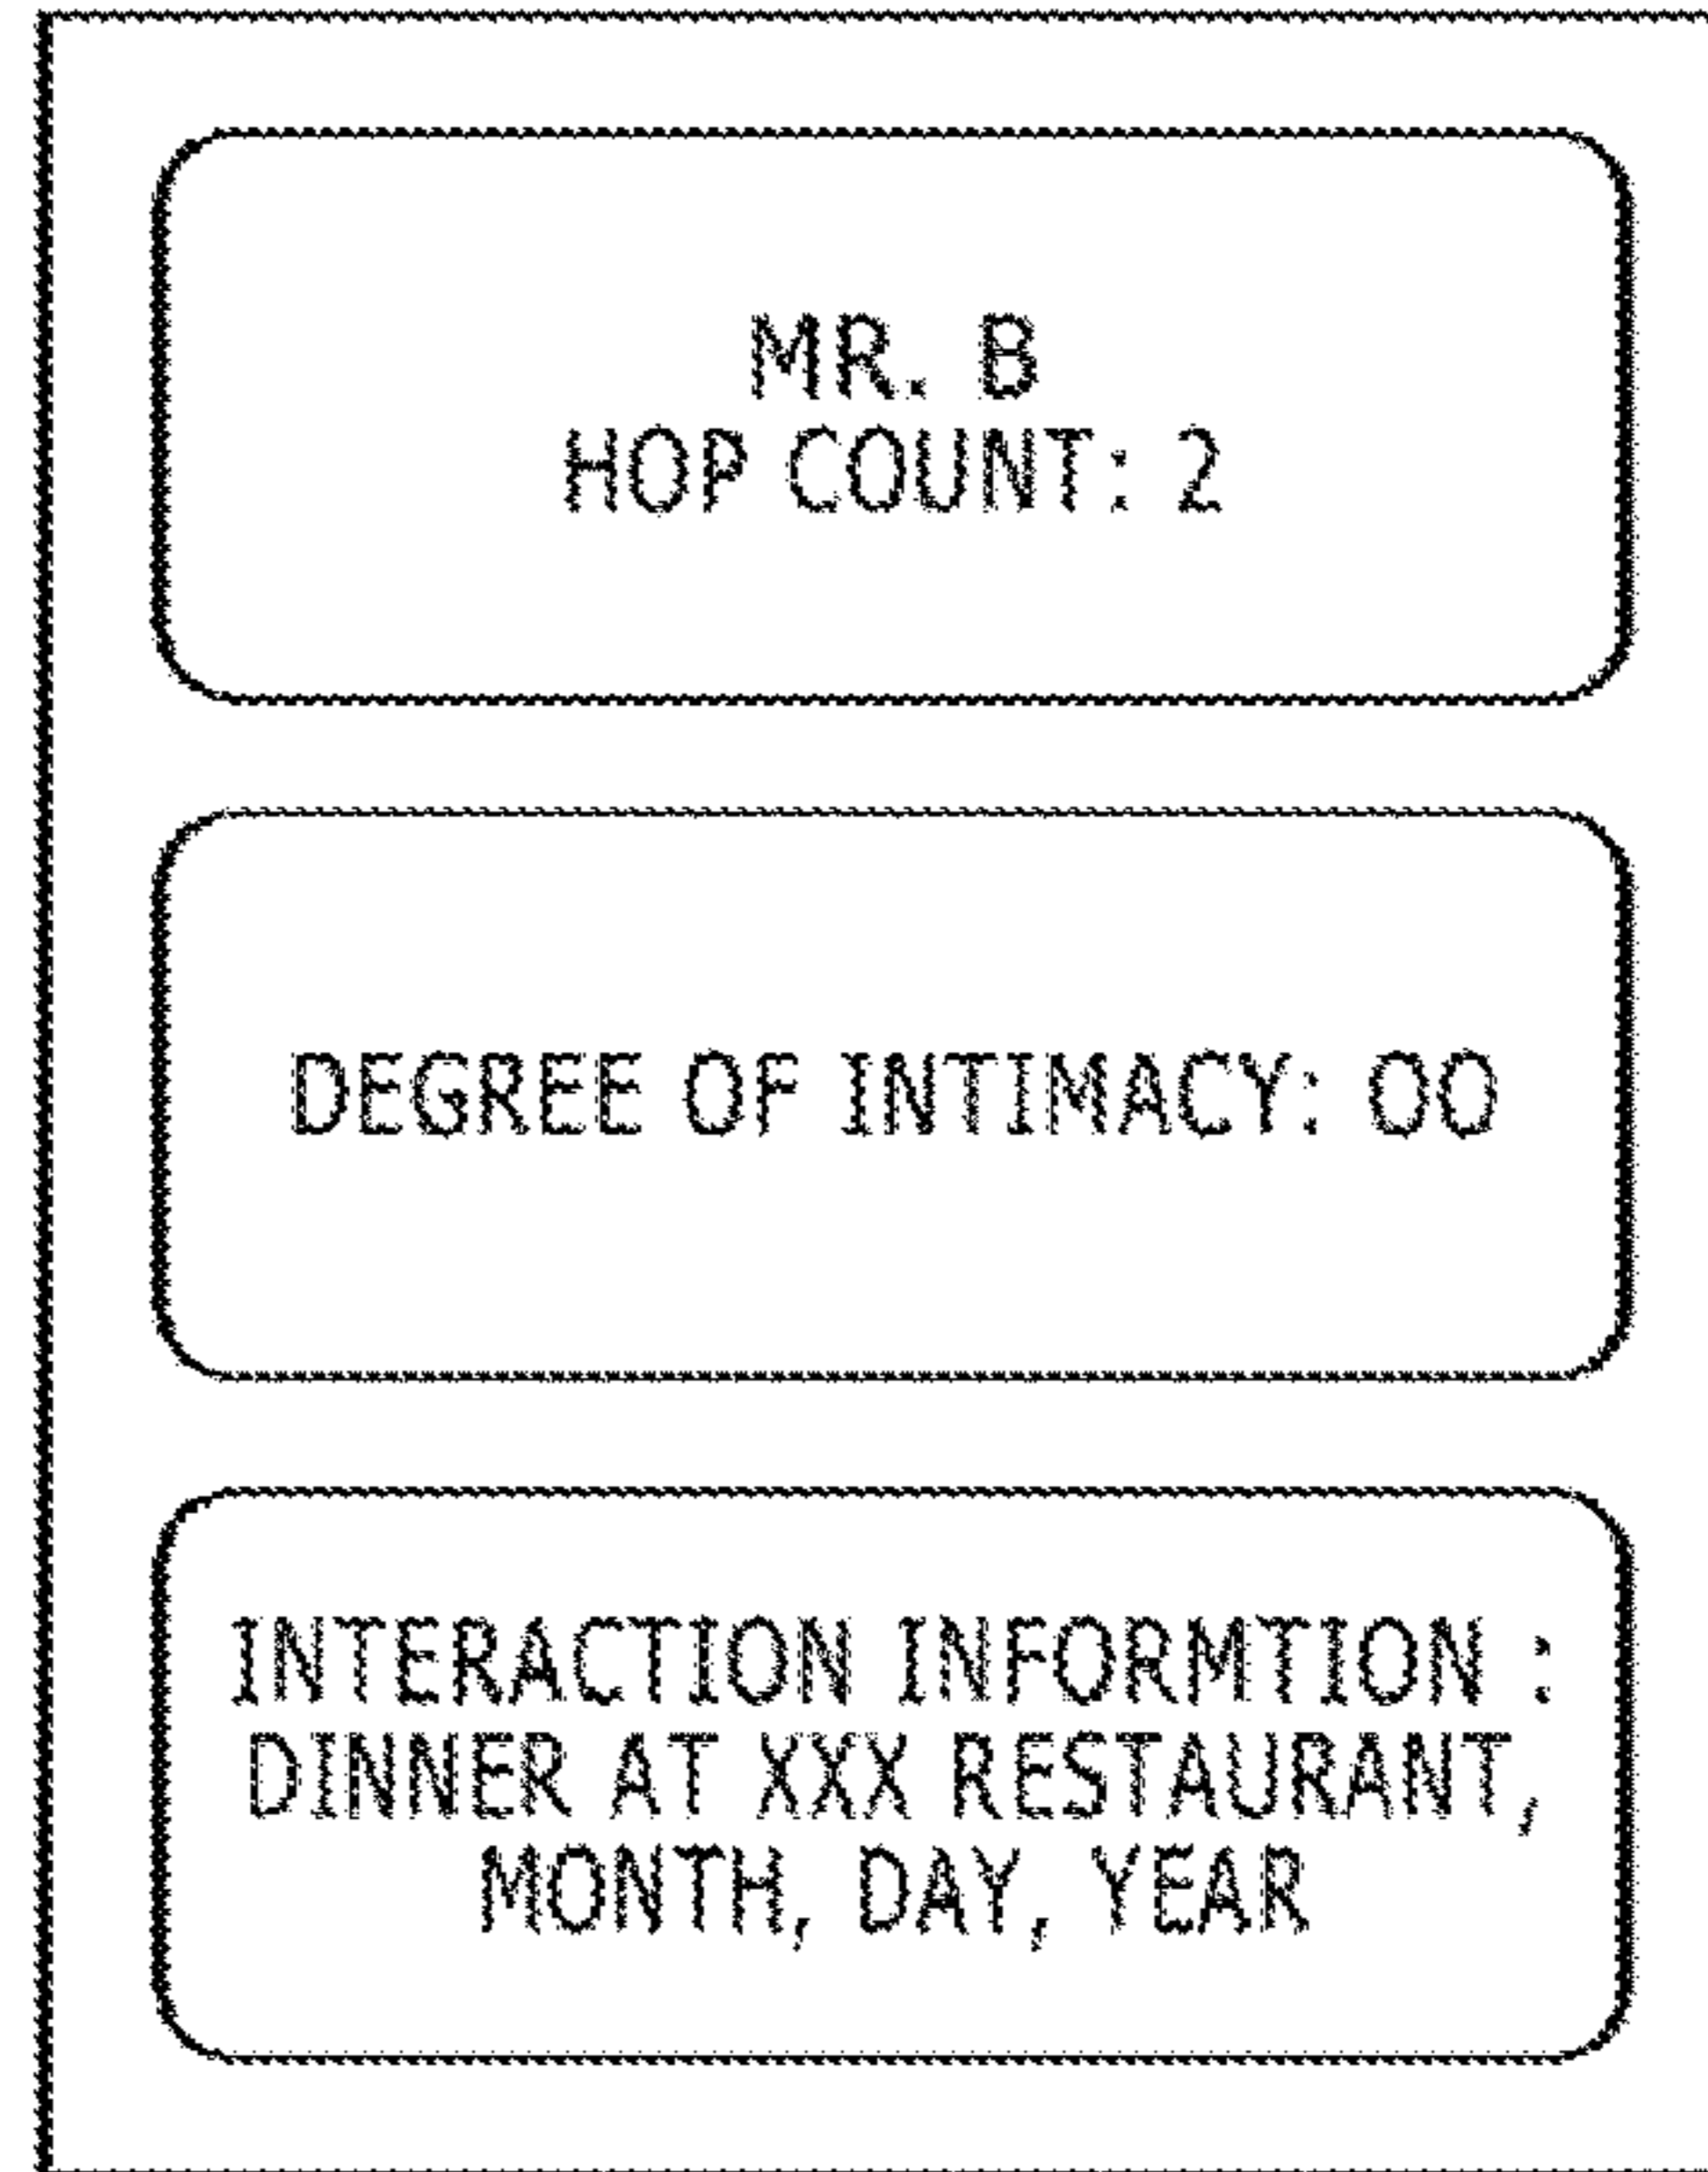 MR. B
HOP COUNT: 2
DEGREE OF INTIMACY: OO
INTERACTION INFORMTION :
DINNER AT XXX RESTAURANT,
MONTH, DAY, YEAR